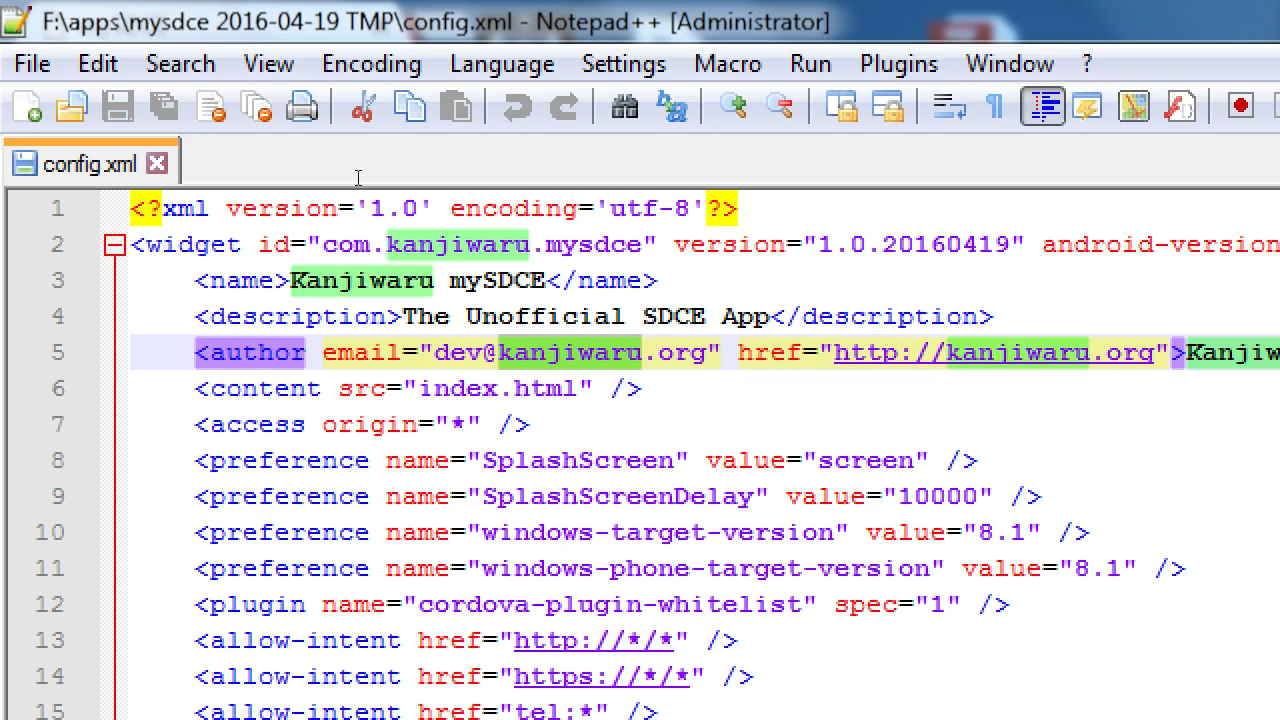 F:\apps\mysdce 2016-04-19 TMP\config.xml - Notepad++ [Administrator]
File Edit Search View Encoding Language Settings Macro Run Plugins Window ?
config.xml
1 <?xml version='1.0' encoding='utf-8'?>
2 <widget id="com.kanjiwaru.mysdce" version="1.0.20160419" android-version
3 <name>Kanjiwaru mySDCE</name>
4 <description>The Unofficial SDCE App</description>
5 <author email="dev@kanjiwaru.org" href="http://kanjiwaru.org">Kanjiw
6 <content src="index.html" />
7 <access origin="*" />
8 <preference name="SplashScreen" value="screen" />
9 <preference name="SplashScreenDelay" value="10000" />
10 <preference name="windows-target-version" value="8.1" />
11 <preference name="windows-phone-target-version" value="8.1" />
12 <plugin name="cordova-plugin-whitelist" spec="1" />
13 <allow-intent href="http://*/*" />
14 <allow-intent href="https://*/*" />
15 <allow-intent href="tel:*" />